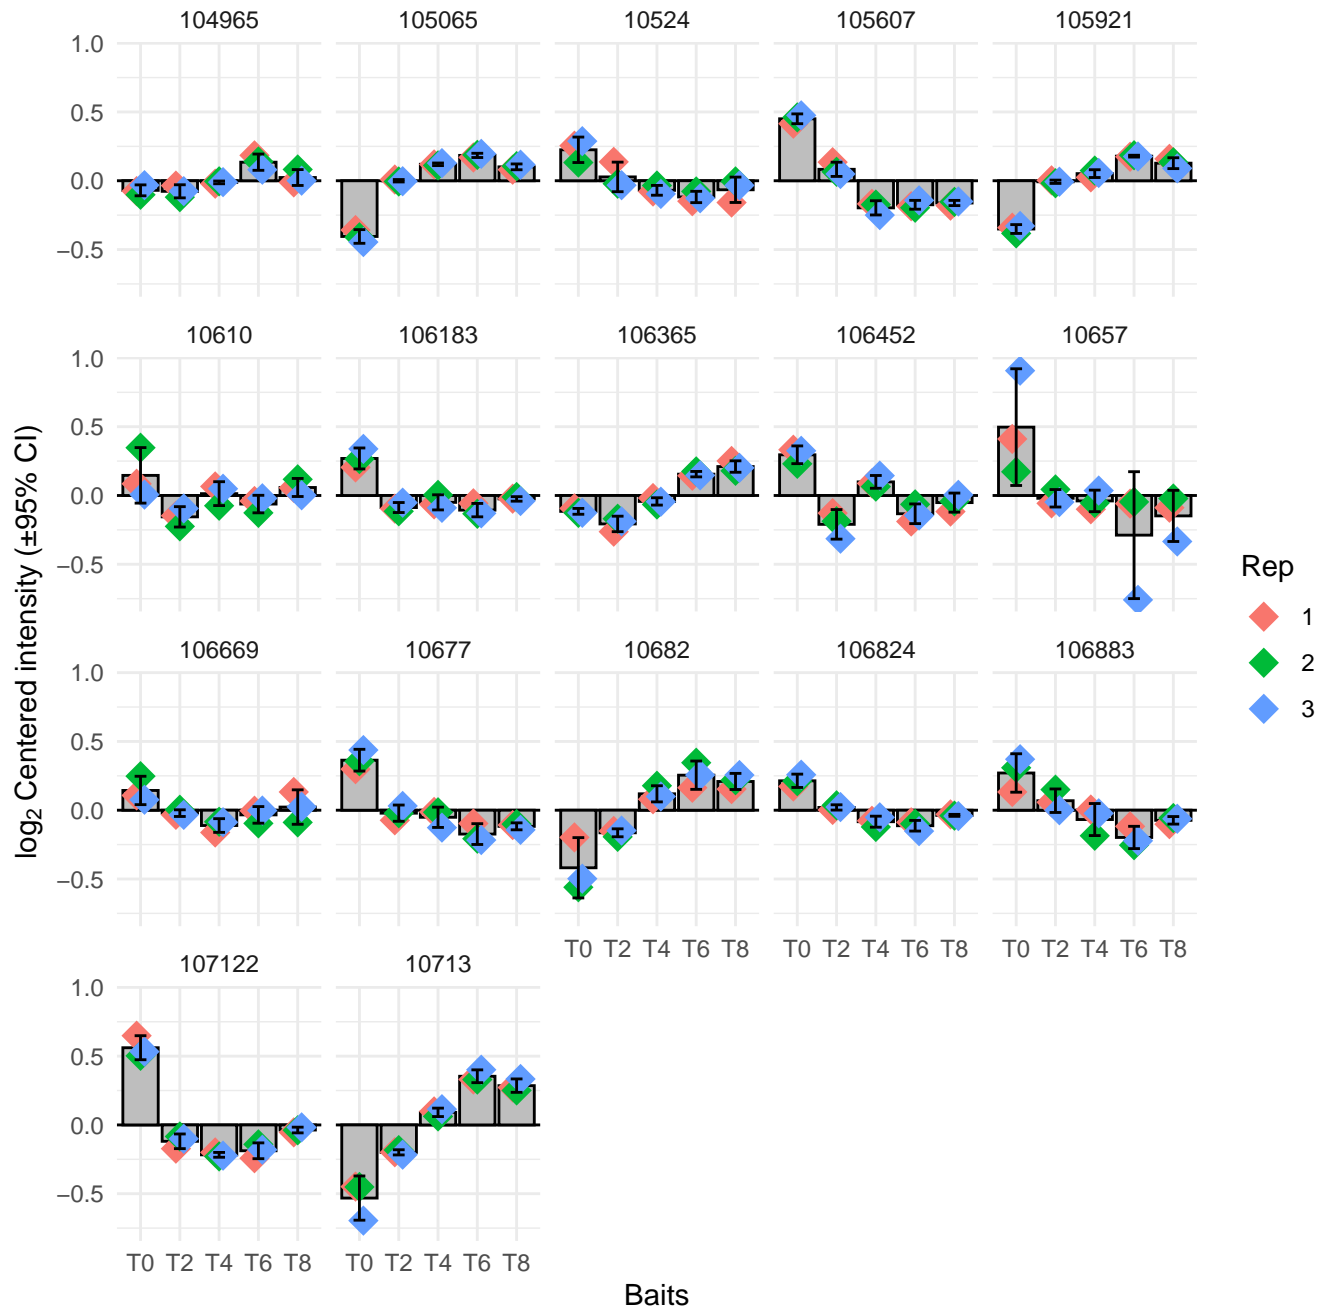 104965 105065 10524 105607 105921
1.0
0.5
0.0
−0.5
10610 106183 106365 106452 10657
1.0
0.5
0.0
−0.5
106669 10677 10682 106824 106883
1.0
0.5
0.0
−0.5
T0 T2 T4 T6 T8 T0 T2 T4 T6 T8 T0 T2 T4 T6 T8
107122 10713
1.0
0.5
0.0
−0.5
T0 T2 T4 T6 T8 T0 T2 T4 T6 T8
Baits
log2 Centered intensity (±95% CI)
Rep
1
2
3